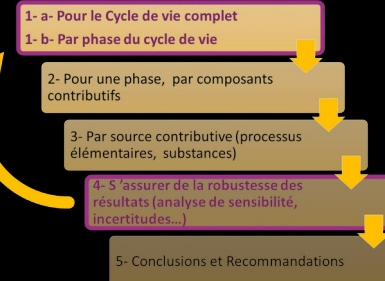 1- a- Pour le Cycle de vie complet
1- b- Par phase du cycle de vie
2- Pour une phase,  par composants
contributifs
3- Par source contributive (processus
élémentaires, substances)
4- S 'assurer de la robustesse des
résultats (analyse de sensibilité,
incertitudes...)
5- Conclusions et Recommandations